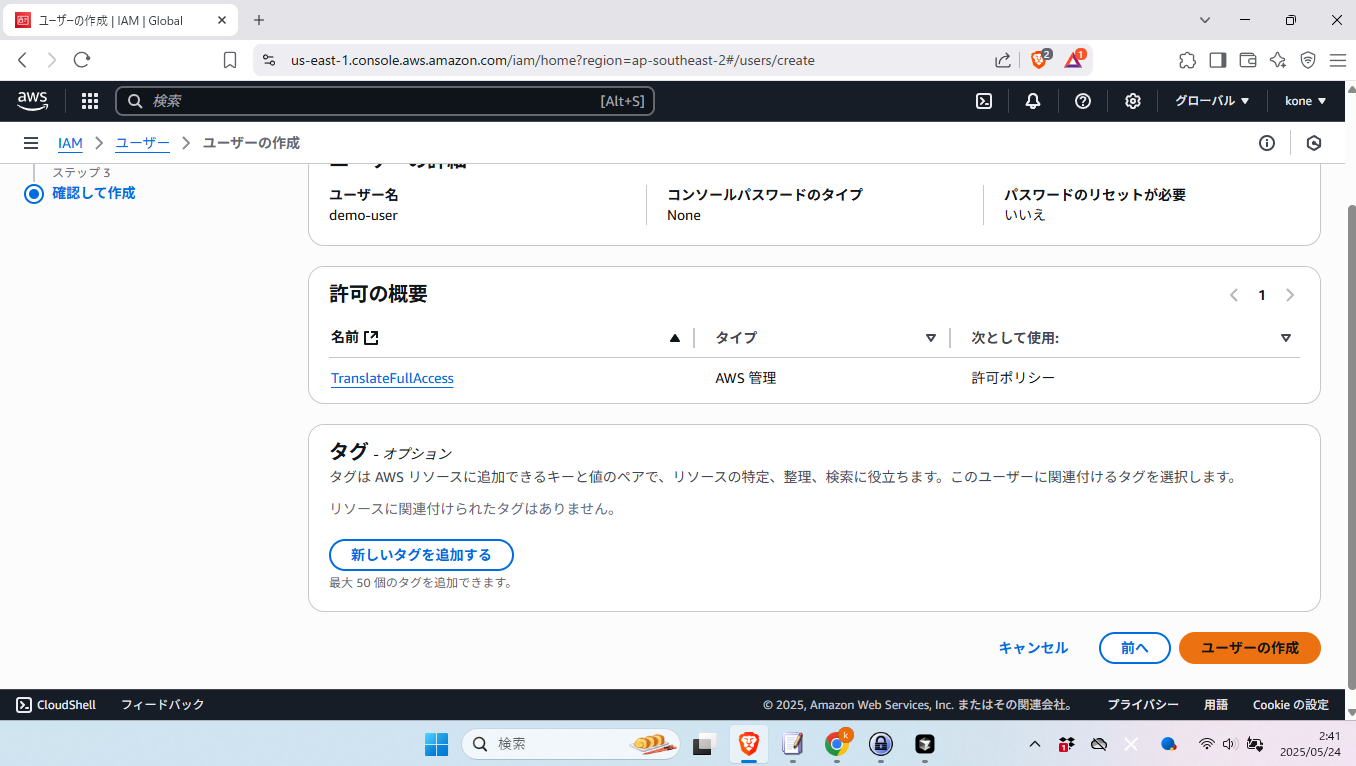 ユーザーの作成 | IAM | Global
us-east-1.console.aws.amazon.com/iam/home?region=ap-southeast-2#/users/create
2
1
aws
検索
[Alt+S]
グローバル
kone
IAM
ユーザー
ユーザーの作成
ステップ 3
確認して作成
ユーザーの詳細
ユーザー名
コンソールパスワードのタイプ
パスワードのリセットが必要
demo-user
None
いいえ
許可の概要
1
名前
タイプ
次として使用:
TranslateFullAccess
AWS 管理
許可ポリシー
タグ - オプション
タグは AWS リソースに追加できるキーと値のペアで、リソースの特定、整理、検索に役立ちます。このユーザーに関連付けるタグを選択します。
リソースに関連付けられたタグはありません。
新しいタグを追加する
最大 50 個のタグを追加できます。
キャンセル
前へ
ユーザーの作成
CloudShell
フィードバック
© 2025, Amazon Web Services, Inc. またはその関連会社。
プライバシー
用語
Cookie の設定
検索
k
1
2:41
2025/05/24